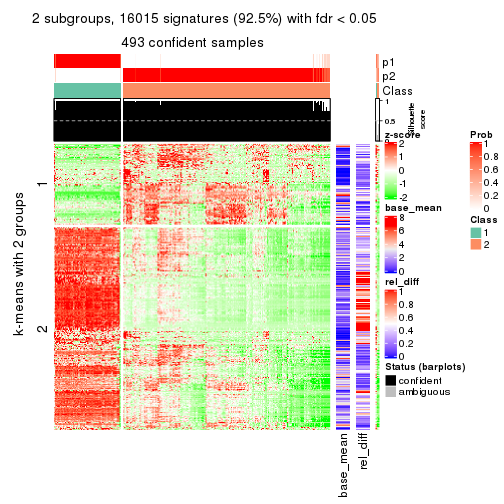 2 subgroups, 16015 signatures (92.5%) with fdr < 0.05
493 confident samples
p1
p2
Class
1
0.5
0
Silhouette
score
k-means with 2 groups
1
2
z-score
2
1
0
-1
-2
base_mean
8
6
4
2
0
rel_diff
1
0.8
0.6
0.4
0.2
0
Status (barplots)
confident
ambiguous
Prob
1
0.8
0.6
0.4
0.2
0
Class
1
2
base_mean
rel_diff